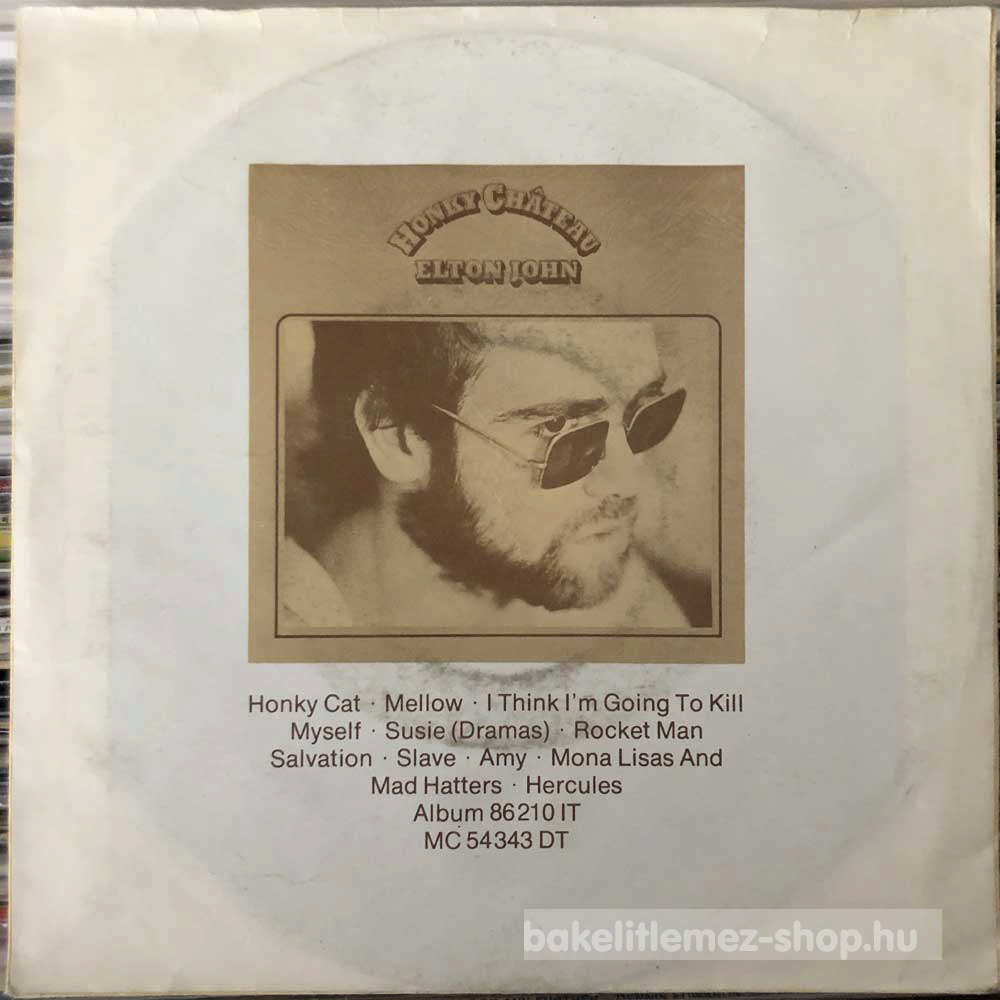 HONKY CHÂTEAU
ELTON JOHN
Honky Cat · Mellow · I Think I'm Going To Kill
Myself · Susie (Dramas) · Rocket Man
Salvation · Slave · Amy · Mona Lisas And
Mad Hatters · Hercules
Album 86210 IT
MC 54343 DT
bakelitlemez-shop.hu